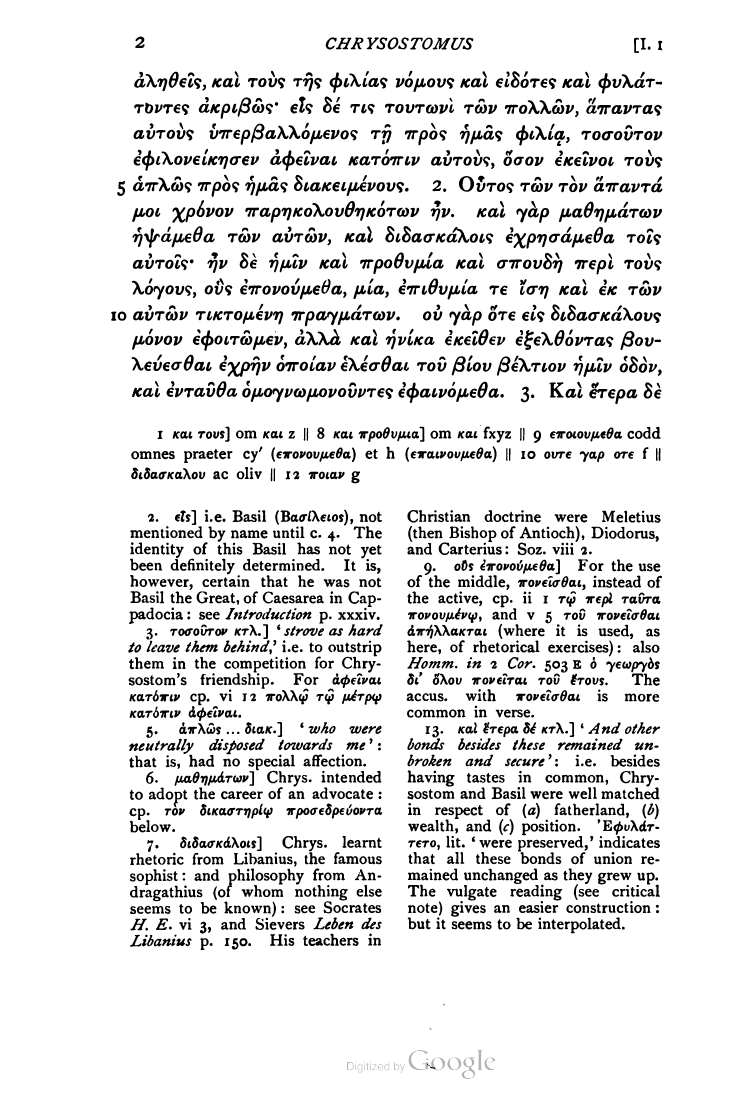 2 CHRYSOSTOMUS [I. 1
ἀληθεῖς, καὶ τοὺς τῆς φιλίας νόμους καὶ εἰδότες καὶ φυλάτ-
τοντες ἀκριβῶς· εἷς δέ τις τουτωνὶ τῶν πολλῶν, ἅπαντας
αὐτοὺς ὑπερβαλλόμενος τῇ πρὸς ἡμᾶς φιλίᾳ, τοσοῦτον
ἐφιλονείκησεν ἀφεῖναι κατόπιν αὐτούς, ὅσον ἐκεῖνοι τοὺς
5 ἁπλῶς πρὸς ἡμᾶς διακειμένους. 2. Οὗτος τῶν τὸν ἅπαντά
μοι χρόνον παρηκολουθηκότων ἦν. καὶ γὰρ μαθημάτων
ἡψάμεθα τῶν αὐτῶν, καὶ διδασκάλοις ἐχρησάμεθα τοῖς
αὐτοῖς· ἦν δὲ ἡμῖν καὶ προθυμία καὶ σπουδὴ περὶ τοὺς
λόγους, οὓς ἐπονούμεθα, μία, ἐπιθυμία τε ἴση καὶ ἐκ τῶν
10 αὐτῶν τικτομένη πραγμάτων. οὐ γὰρ ὅτε εἰς διδασκάλους
μόνον ἐφοιτῶμεν, ἀλλὰ καὶ ἡνίκα ἐκεῖθεν ἐξελθόντας βου-
λεύεσθαι ἐχρῆν ὁποίαν ἑλέσθαι τοῦ βίου βέλτιον ἡμῖν ὁδόν,
καὶ ἐνταῦθα ὁμογνωμονοῦντες ἐφαινόμεθα. 3. Καὶ ἕτερα δὲ
1 και τους] om και z || 8 και προθυμια] om και fxyz || 9 εποιουμεθα codd
omnes praeter cy' (επονουμεθα) et h (επαινουμεθα) || 10 ουτε γαρ οτε f ||
διδασκαλου ac oliv || 12 ποιαν g
2. εἷς] i.e. Basil (Βασίλειος), not
mentioned by name until c. 4. The
identity of this Basil has not yet
been definitely determined. It is,
however, certain that he was not
Basil the Great, of Caesarea in Cap-
padocia: see Introduction p. xxxiv.
3. τοσοῦτον κτλ.] 'strove as hard
to leave them behind,' i.e. to outstrip
them in the competition for Chry-
sostom's friendship. For ἀφεῖναι
κατόπιν cp. vi 12 πολλῷ τῷ μέτρῳ
κατόπιν ἀφεῖναι.
5. ἁπλῶς ... διακ.] 'who were
neutrally disposed towards me':
that is, had no special affection.
6. μαθημάτων] Chrys. intended
to adopt the career of an advocate:
cp. τὸν δικαστηρίῳ προσεδρεύοντα
below.
7. διδασκάλοις] Chrys. learnt
rhetoric from Libanius, the famous
sophist: and philosophy from An-
dragathius (of whom nothing else
seems to be known): see Socrates
H. E. vi 3, and Sievers Leben des
Libanius p. 150. His teachers in
Christian doctrine were Meletius
(then Bishop of Antioch), Diodorus,
and Carterius: Soz. viii 2.
9. οὓς ἐπονούμεθα] For the use
of the middle, πονεῖσθαι, instead of
the active, cp. ii 1 τῷ περὶ ταῦτα
πονουμένῳ, and v 5 τοῦ πονεῖσθαι
ἀπήλλακται (where it is used, as
here, of rhetorical exercises): also
Homm. in 2 Cor. 503 E ὁ γεωργὸς
δι' ὅλου πονεῖται τοῦ ἔτους. The
accus. with πονεῖσθαι is more
common in verse.
13. καὶ ἕτερα δέ κτλ.] 'And other
bonds besides these remained un-
broken and secure': i.e. besides
having tastes in common, Chry-
sostom and Basil were well matched
in respect of (a) fatherland, (b)
wealth, and (c) position. Ἐφυλάτ-
τετο, lit. 'were preserved,' indicates
that all these bonds of union re-
mained unchanged as they grew up.
The vulgate reading (see critical
note) gives an easier construction:
but it seems to be interpolated.
Digitized by Google